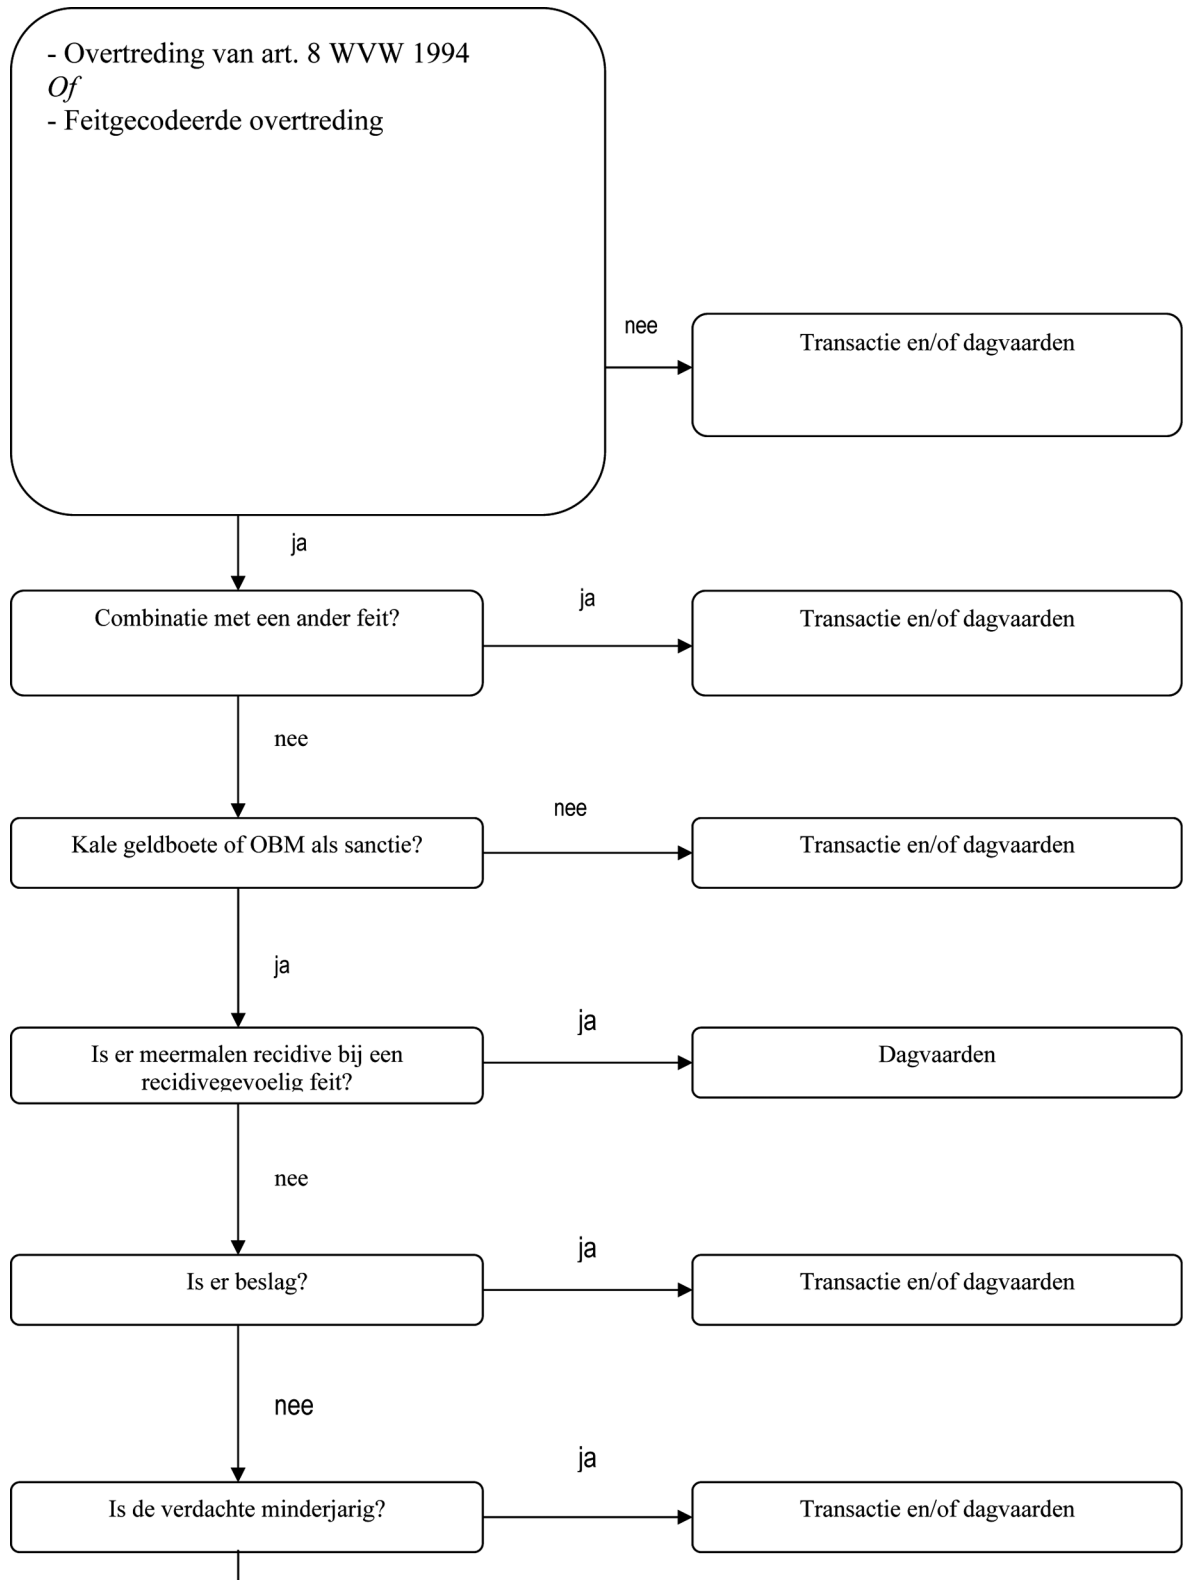 - Overtreding van art. 8 WVW 1994
Of
- Feitgecodeerde overtreding
nee
Transactie en/of dagvaarden
ja
Combinatie met een ander feit?
ja
Transactie en/of dagvaarden
nee
Kale geldboete of OBM als sanctie?
nee
Transactie en/of dagvaarden
ja
Is er meermalen recidive bij een
recidivegevoelig feit?
ja
Dagvaarden
nee
Is er beslag?
ja
Transactie en/of dagvaarden
nee
Is de verdachte minderjarig?
ja
Transactie en/of dagvaarden